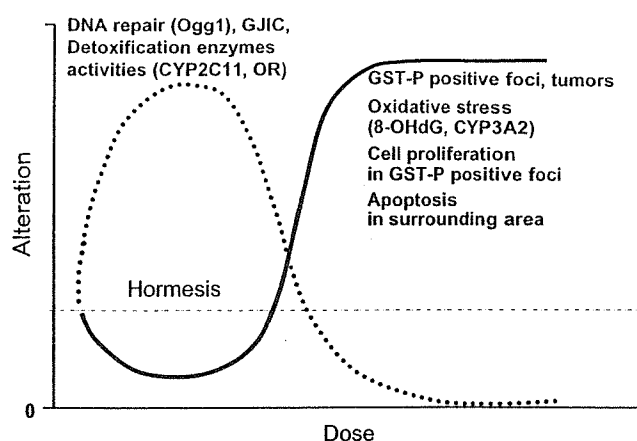 DNA repair (Ogg1), GJIC,
Detoxification enzymes
activities (CYP2C11, OR)
GST-P positive foci, tumors
Oxidative stress
(8-OHdG, CYP3A2)
Cell proliferation
in GST-P positive foci
Apoptosis
in surrounding area
Alteration
Hormesis
0
Dose